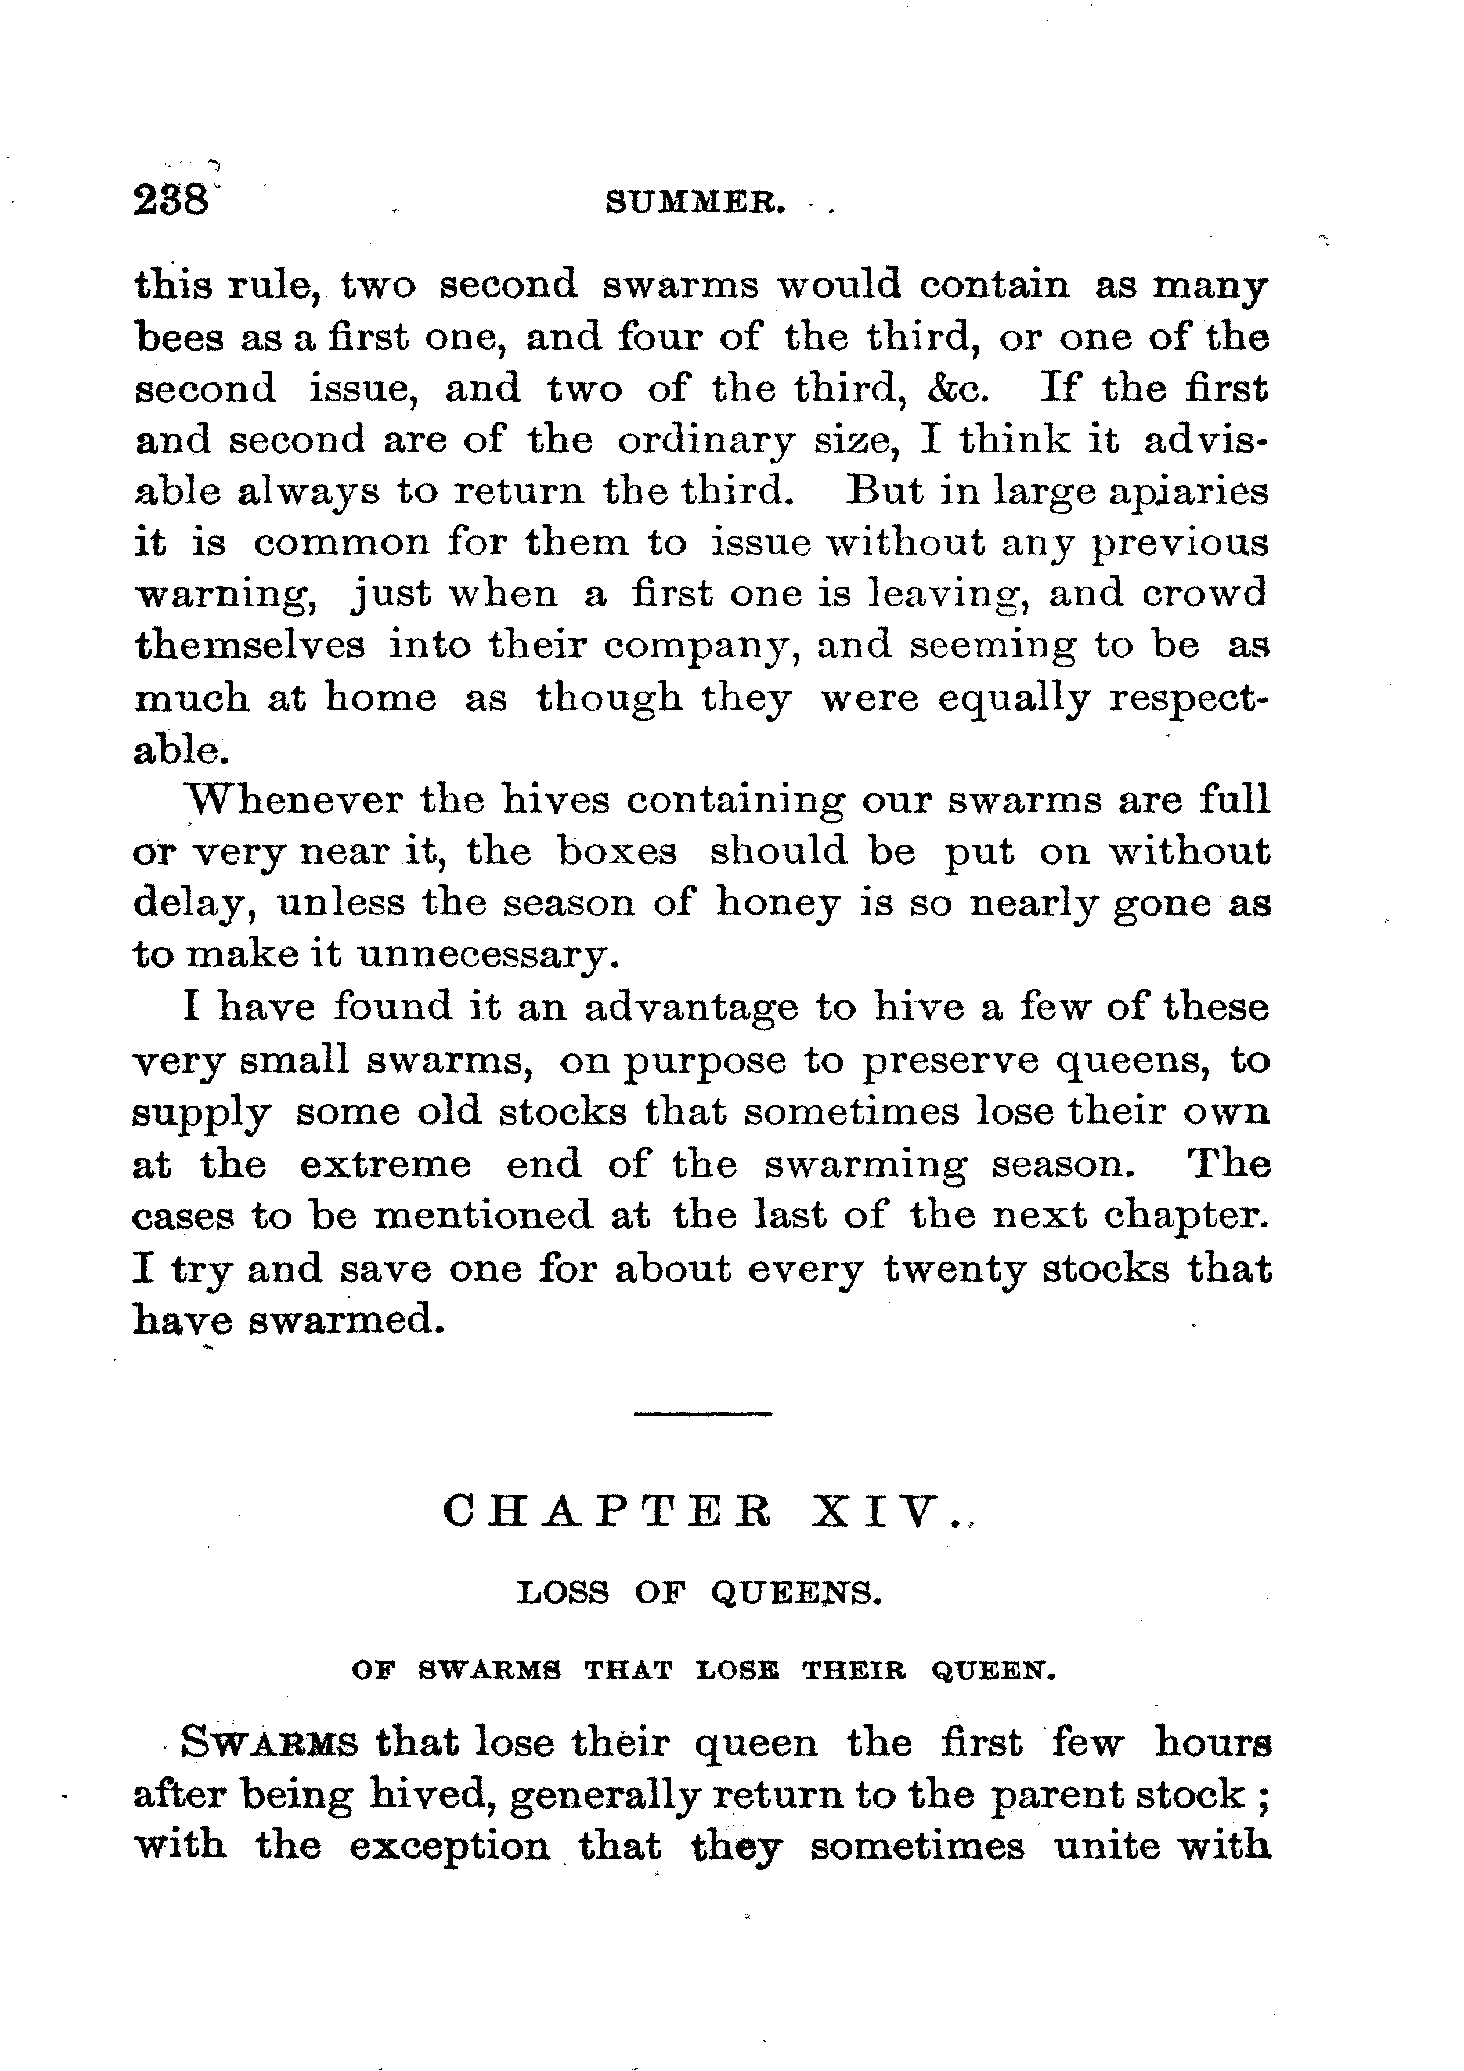 238 SUMMER.
this rule, two second swarms would contain as many
bees as a first one, and four of the third, or one of the
second issue, and two of the third, &c. If the first
and second are of the ordinary size, I think it advis-
able always to return the third. But in large apiaries
it is common for them to issue without any previous
warning, just when a first one is leaving, and crowd
themselves into their company, and seeming to be as
much at home as though they were equally respect-
able.
Whenever the hives containing our swarms are full
or very near it, the boxes should be put on without
delay, unless the season of honey is so nearly gone as
to make it unnecessary.
I have found it an advantage to hive a few of these
very small swarms, on purpose to preserve queens, to
supply some old stocks that sometimes lose their own
at the extreme end of the swarming season. The
cases to be mentioned at the last of the next chapter.
I try and save one for about every twenty stocks that
have swarmed.
CHAPTER XIV.
LOSS OF QUEENS.
OF SWARMS THAT LOSE THEIR QUEEN.
SWARMS that lose their queen the first few hours
after being hived, generally return to the parent stock ;
with the exception that they sometimes unite with